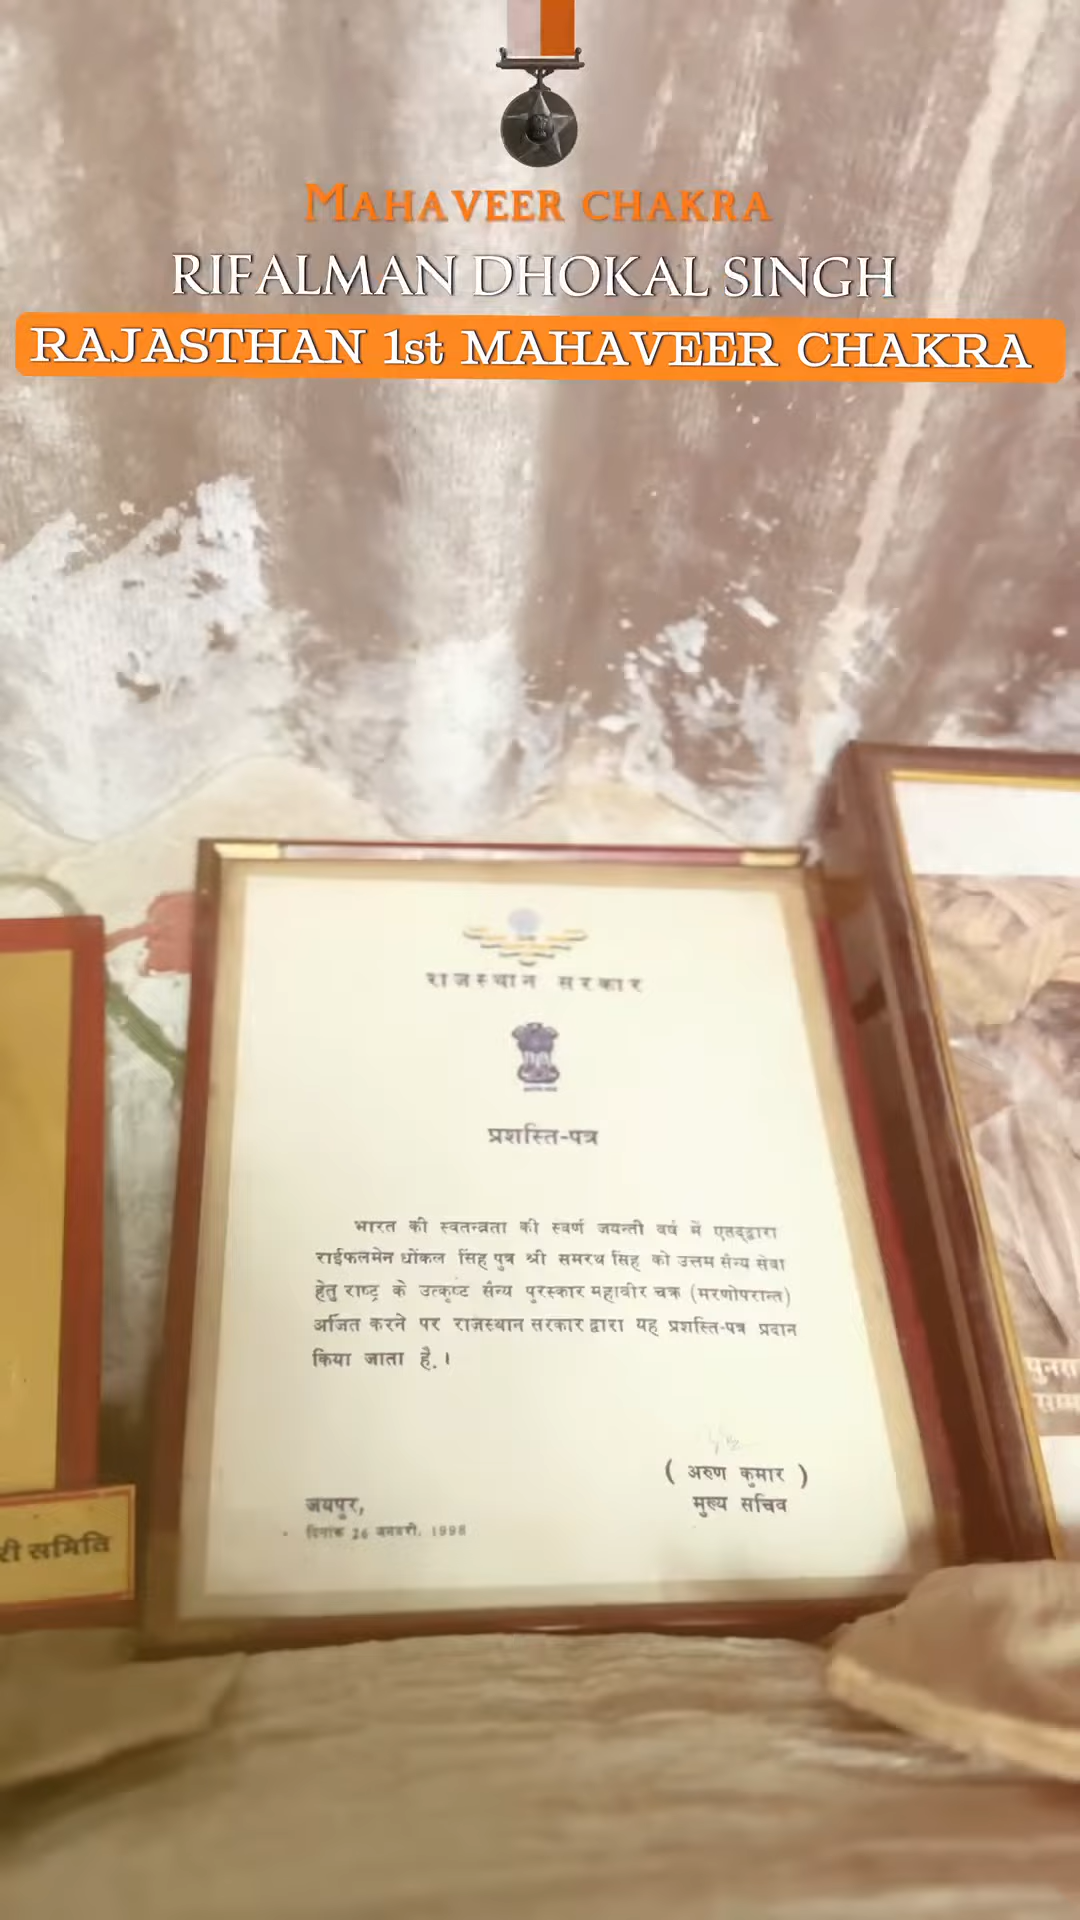 MAHAVEER CHAKRA
RIFALMAN DHOKAL SINGH
RAJASTHAN 1st MAHAVEER CHAKRA
राजस्थान सरकार
प्रशस्ति-पत्र
भारत की स्वतन्त्रता की स्वर्ण जयन्ती वर्ष में एतद्द्वारा
राईफलमेन धोंकल सिंह पुत्र श्री समरथ सिंह को उत्तम सैन्य सेवा
हेतु राष्ट्र के उत्कृष्ट सैन्य पुरस्कार महावीर चक्र (मरणोपरान्त)
अर्जित करने पर राजस्थान सरकार द्वारा यह प्रशस्ति-पत्र प्रदान
किया जाता है. ।
( अरुण कुमार )
मुख्य सचिव
जयपुर,
दिनांक 26 जनवरी, 1998
री समिति